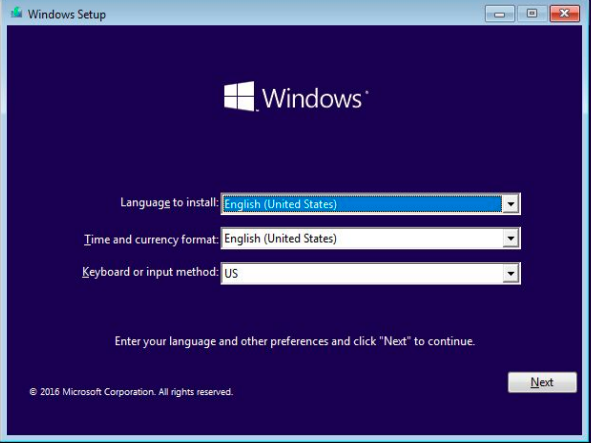 Windows Setup
Windows
Language to install: English (United States)
Time and currency format: English (United States)
Keyboard or input method: US
Enter your language and other preferences and click "Next" to continue.
Next
© 2016 Microsoft Corporation. All rights reserved.